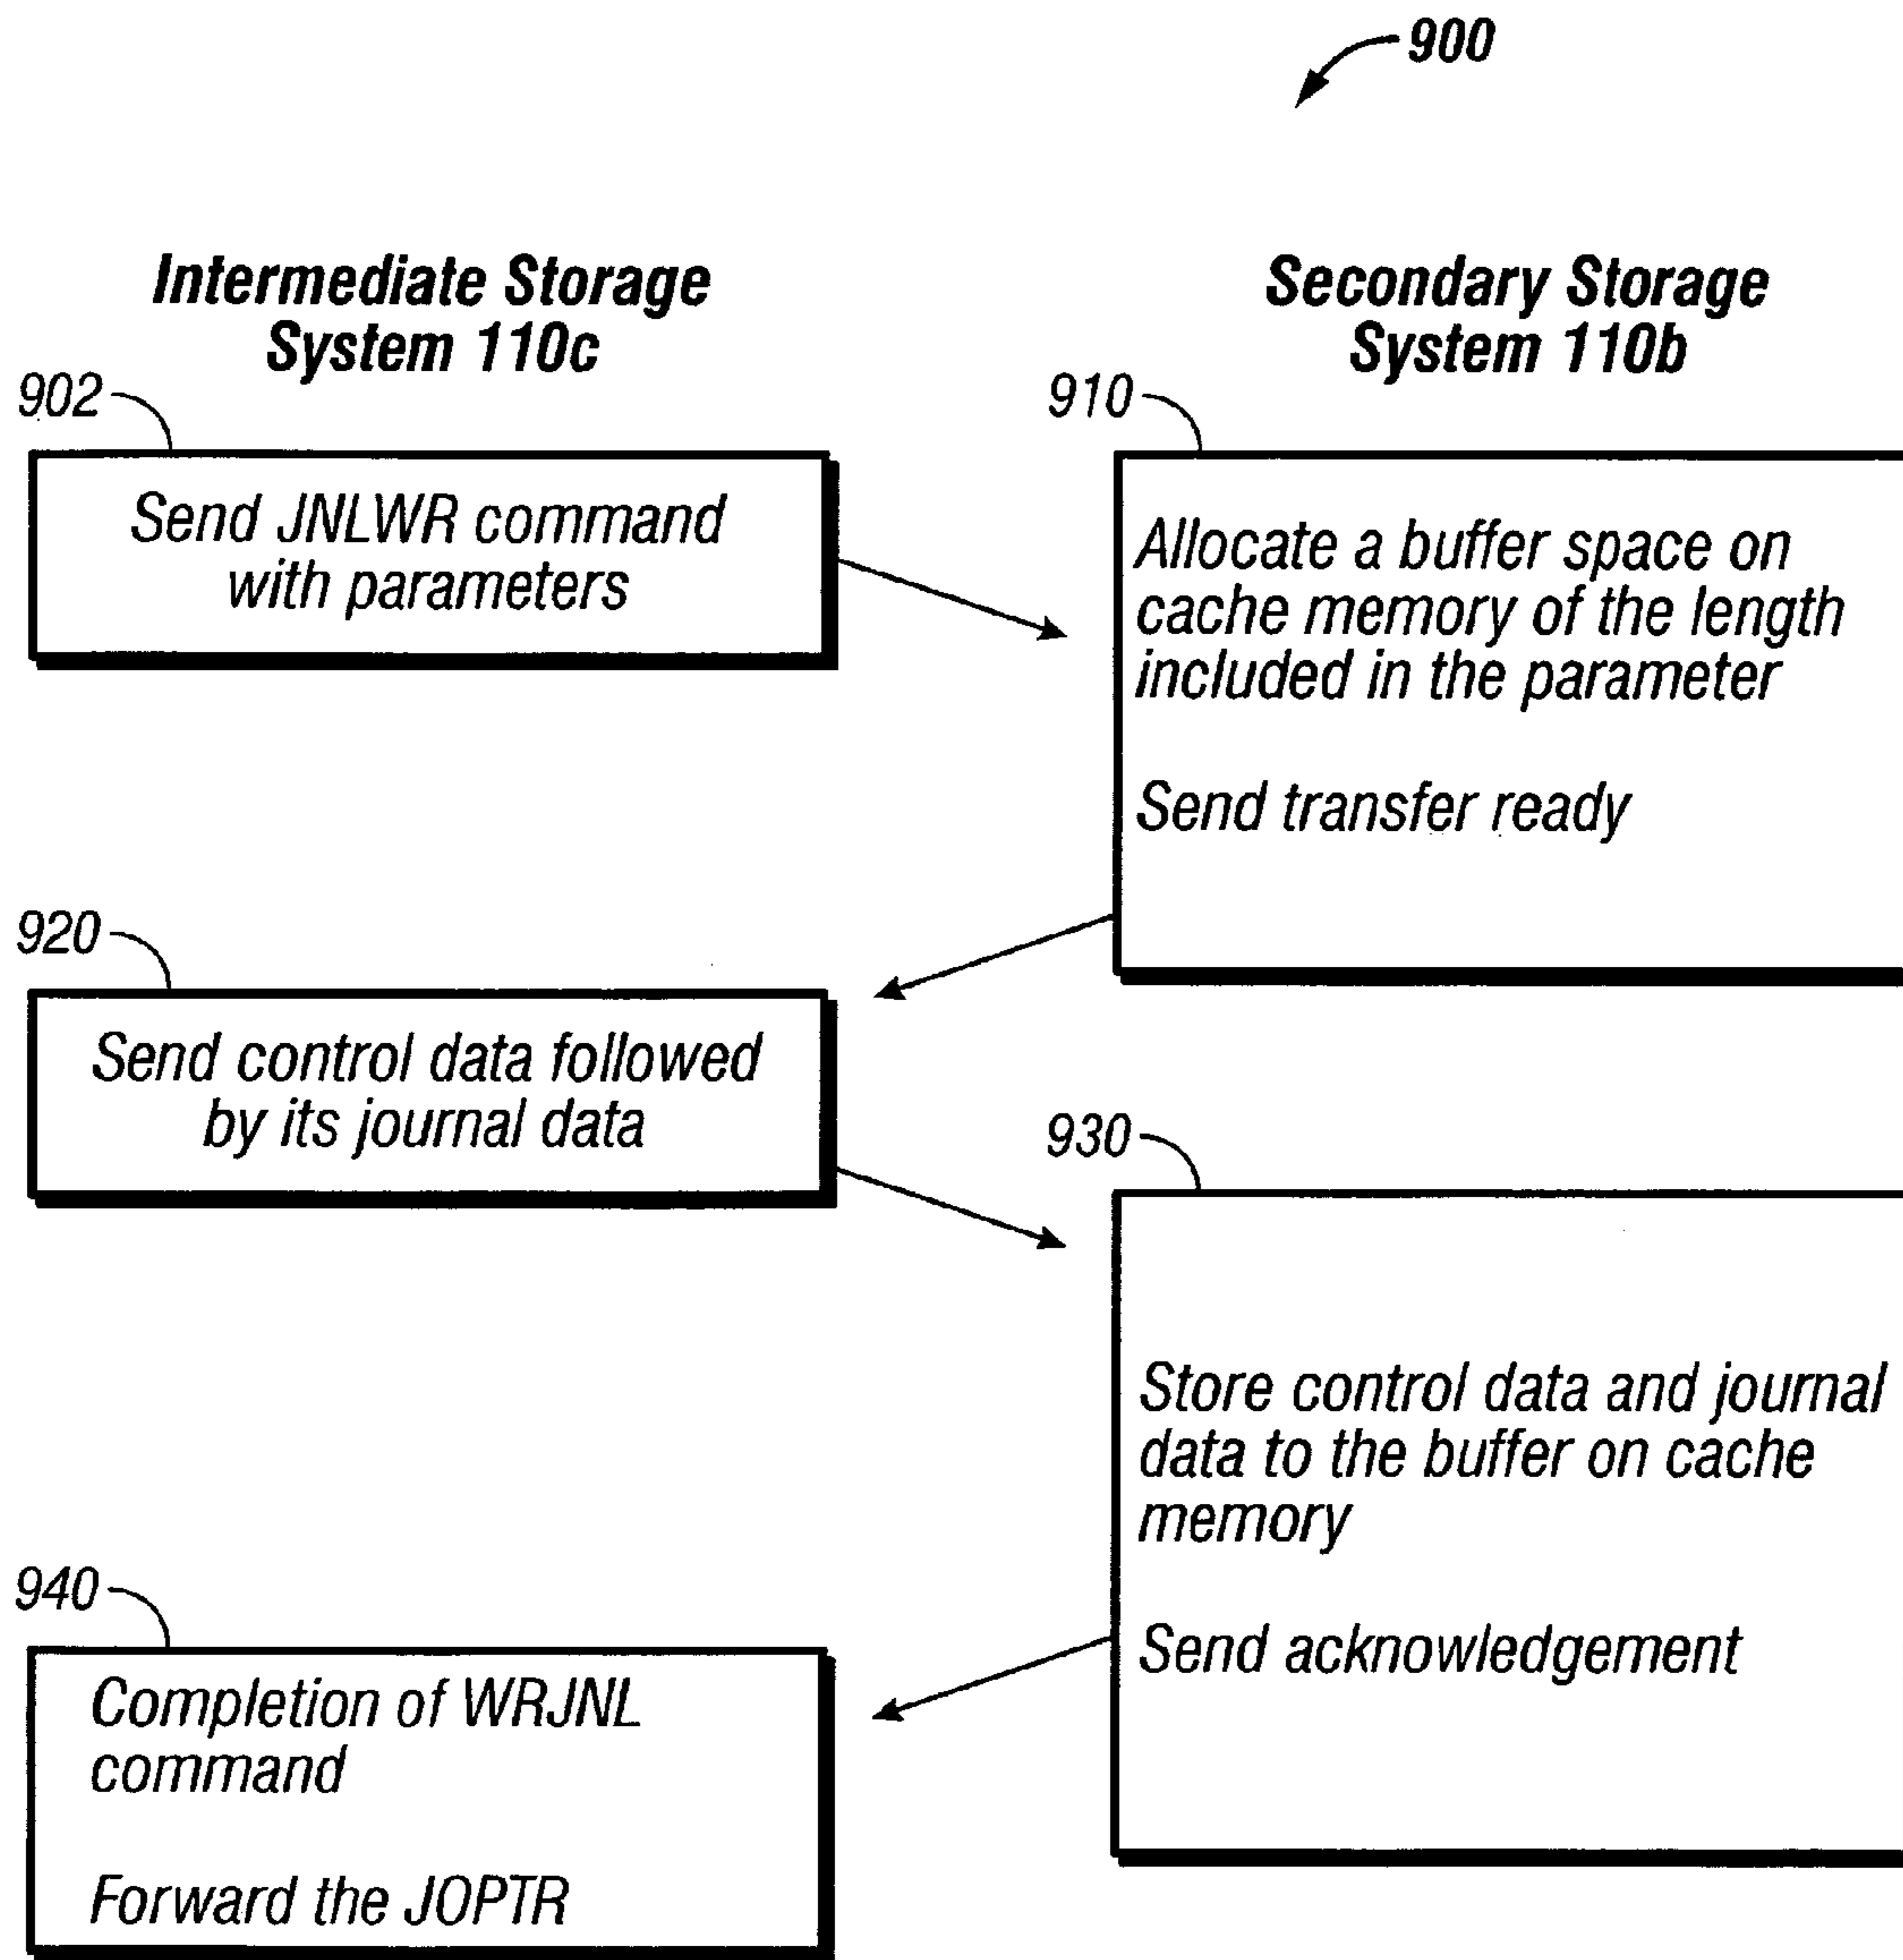 900
Intermediate Storage
System 110c
Secondary Storage
System 110b
902
Send JNLWR command
with parameters
910
Allocate a buffer space on
cache memory of the length
included in the parameter
Send transfer ready
920
Send control data followed
by its journal data
930
Store control data and journal
data to the buffer on cache
memory
Send acknowledgement
940
Completion of WRJNL
command
Forward the JOPTR